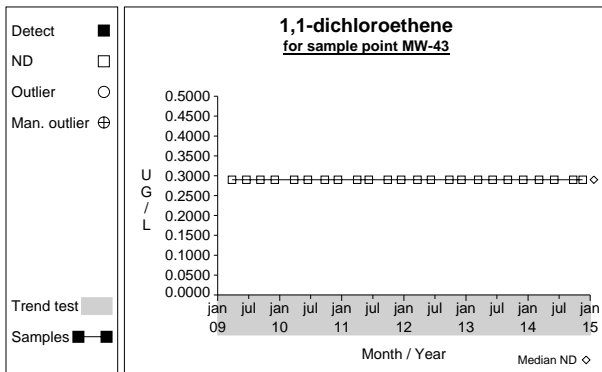 Detect
ND
Outlier
Man. outlier
Trend test
Samples
1,1-dichloroethene
for sample point MW-43
U
G
/
L
0.5000
0.4500
0.4000
0.3500
0.3000
0.2500
0.2000
0.1500
0.1000
0.0500
0.0000
jan jul jan jul jan jul jan jul jan jul jan jul jan
09 10 11 12 13 14 15
Month / Year
Median ND